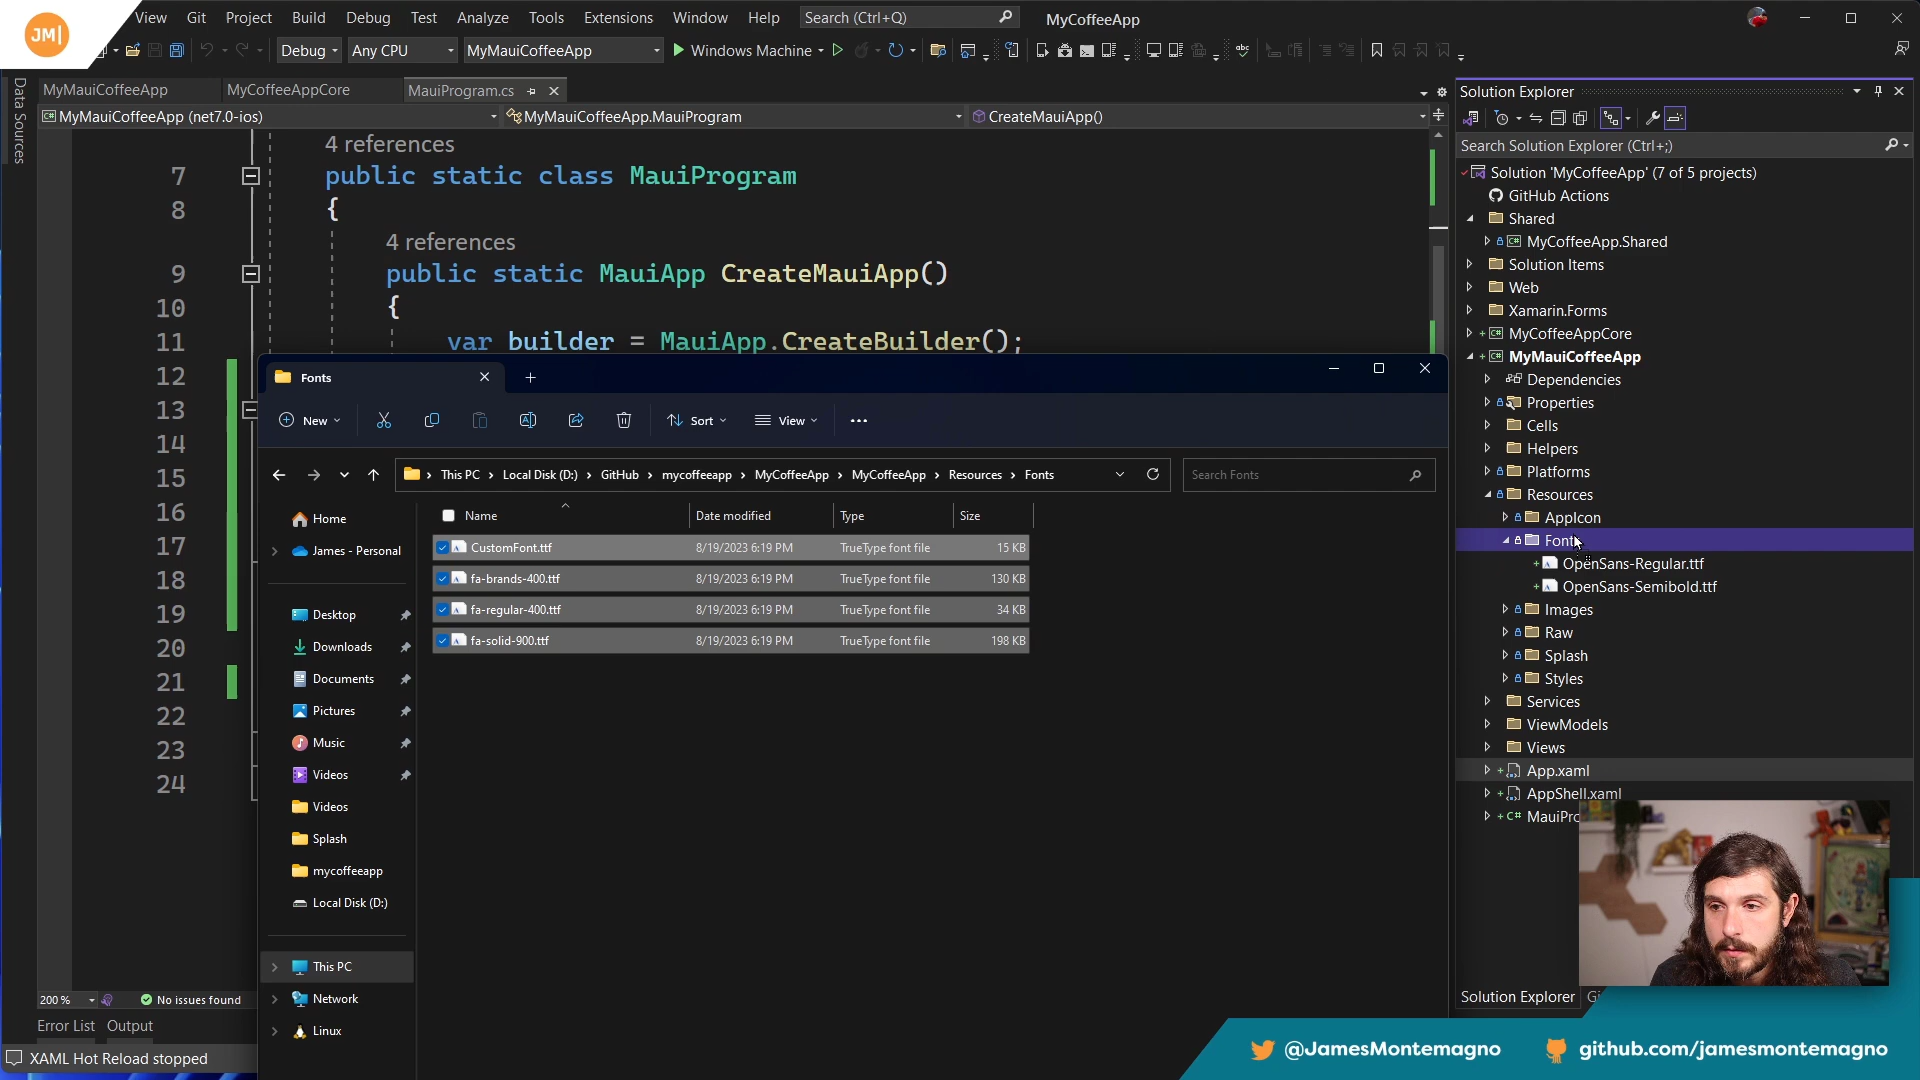 JM|
View Git Project Build Debug Test Analyze Tools Extensions Window Help Search (Ctrl+Q) MyCoffeeApp
Debug Any CPU MyMauiCoffeeApp Windows Machine
Data Sources
MyMauiCoffeeApp MyCoffeeAppCore MauiProgram.cs
MyMauiCoffeeApp (net7.0-ios) MyMauiCoffeeApp.MauiProgram CreateMauiApp()
4 references
7 public static class MauiProgram
8 {
4 references
9 public static MauiApp CreateMauiApp()
10 {
11 var builder = MauiApp.CreateBuilder();
12
13
14
15
16
17
18
19
20
21
22
23
24
Fonts
New Sort View
This PC > Local Disk (D:) > GitHub > mycoffeeapp > MyCoffeeApp > MyCoffeeApp > Resources > Fonts
Search Fonts
Home
James - Personal
Desktop
Downloads
Documents
Pictures
Music
Videos
Videos
Splash
mycoffeeapp
Local Disk (D:)
This PC
Network
Linux
Name Date modified Type Size
CustomFont.ttf 8/19/2023 6:19 PM TrueType font file 15 KB
fa-brands-400.ttf 8/19/2023 6:19 PM TrueType font file 130 KB
fa-regular-400.ttf 8/19/2023 6:19 PM TrueType font file 34 KB
fa-solid-900.ttf 8/19/2023 6:19 PM TrueType font file 198 KB
Solution Explorer
Search Solution Explorer (Ctrl+;)
Solution 'MyCoffeeApp' (7 of 5 projects)
GitHub Actions
Shared
MyCoffeeApp.Shared
Solution Items
Web
Xamarin.Forms
MyCoffeeAppCore
MyMauiCoffeeApp
Dependencies
Properties
Cells
Helpers
Platforms
Resources
AppIcon
Font
OpenSans-Regular.ttf
OpenSans-Semibold.ttf
Images
Raw
Splash
Styles
Services
ViewModels
Views
App.xaml
AppShell.xaml
MauiPro
Solution Explorer Gi
200 % No issues found
Error List Output
XAML Hot Reload stopped
@JamesMontemagno github.com/jamesmontemagno